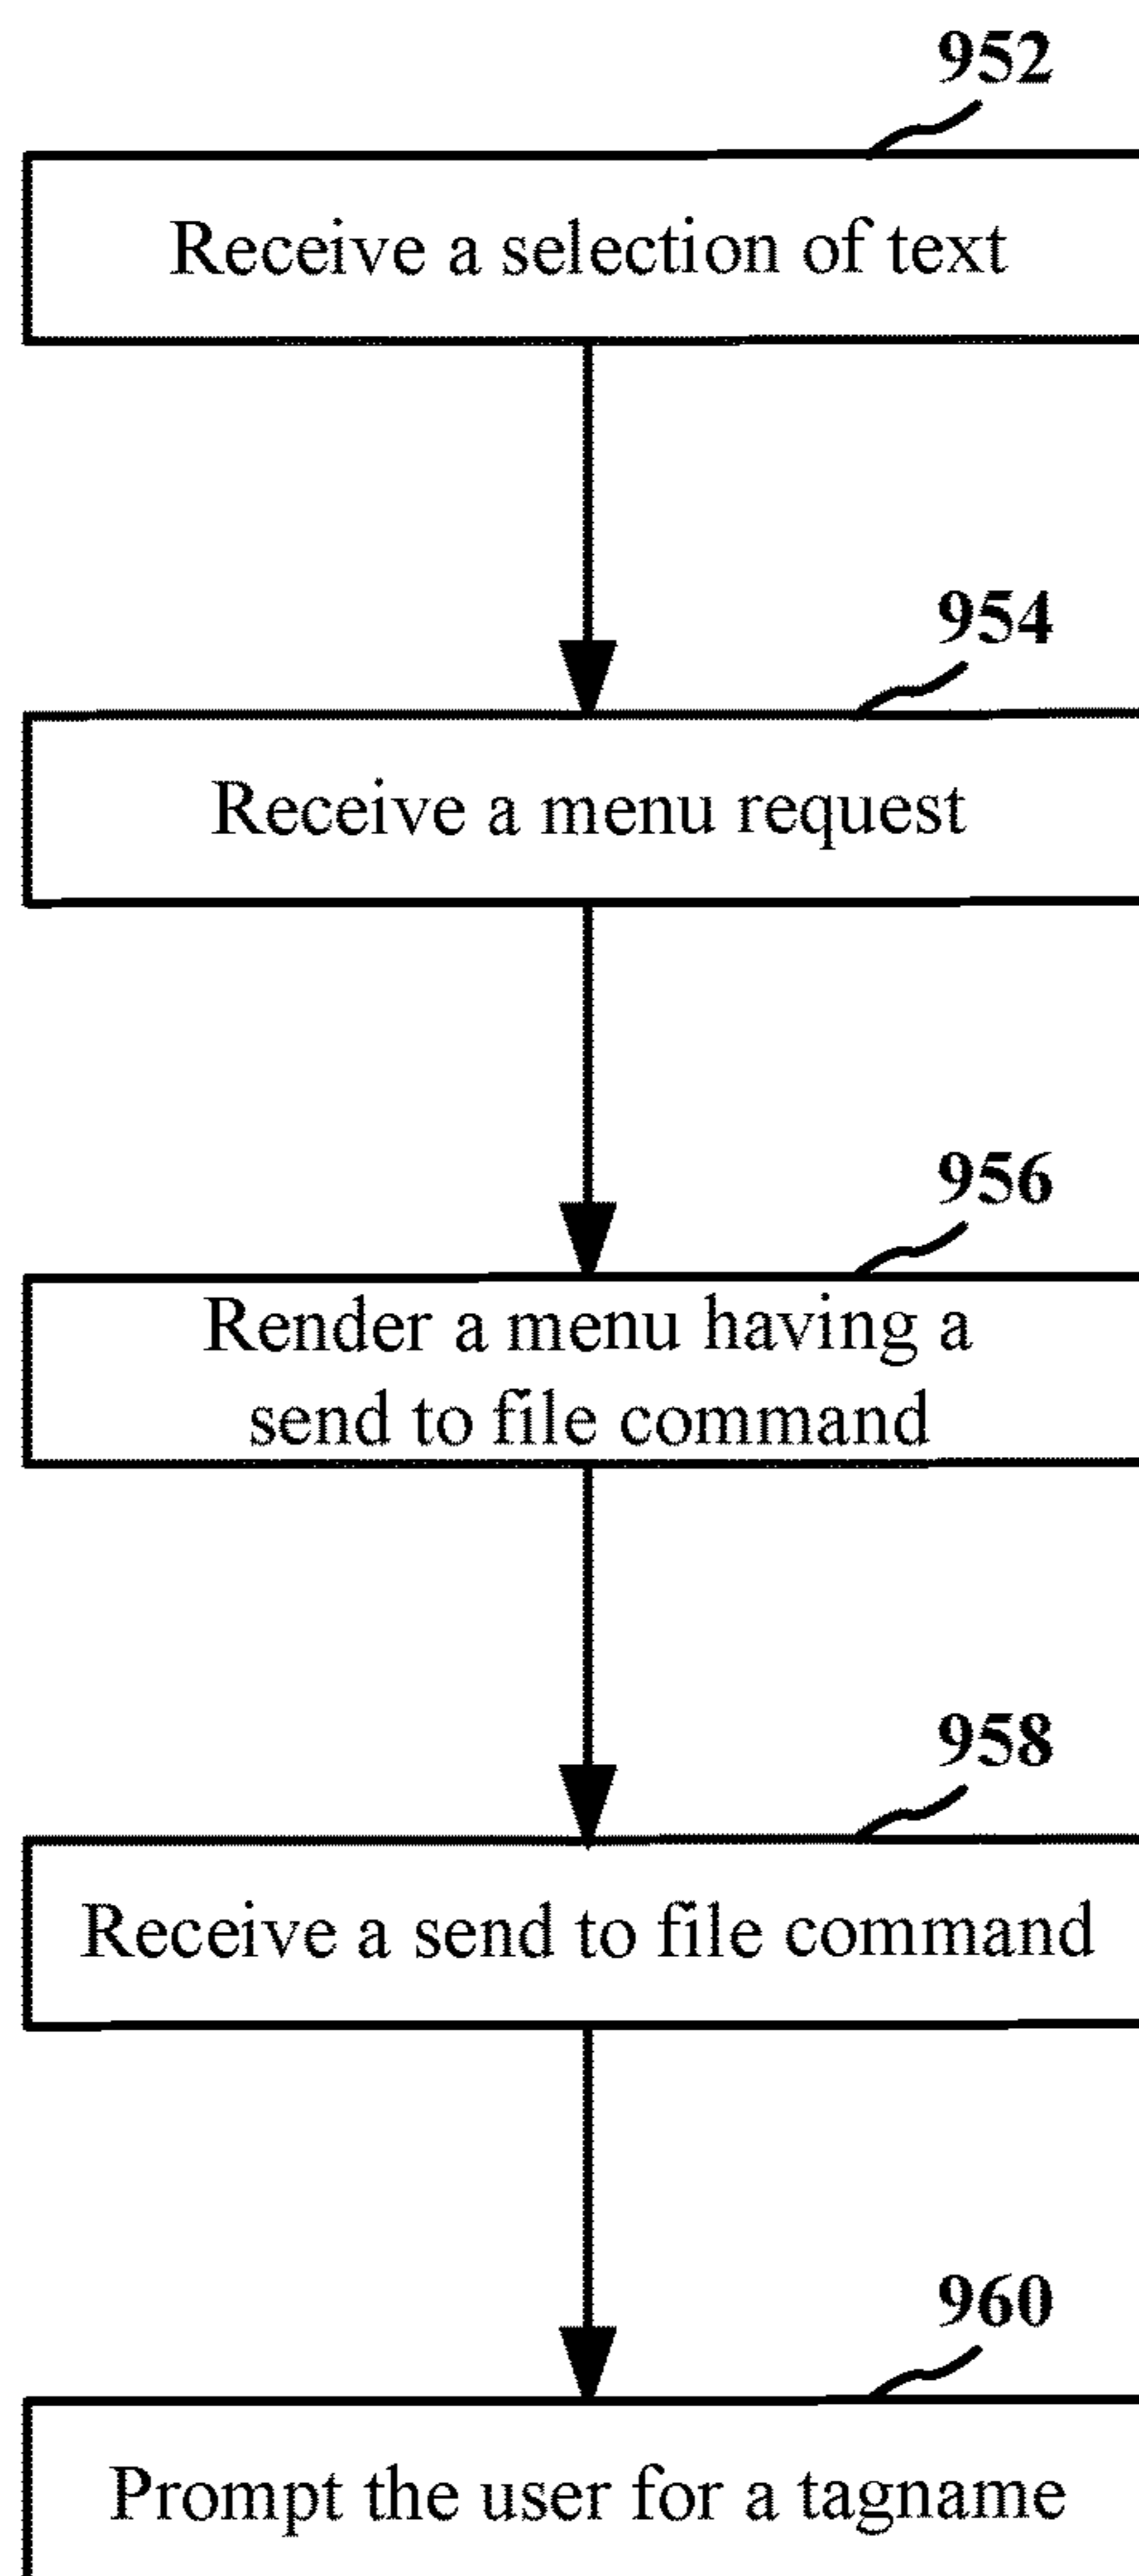 952
Receive a selection of text
954
Receive a menu request
956
Render a menu having a
send to file command
958
Receive a send to file command
960
Prompt the user for a tagname